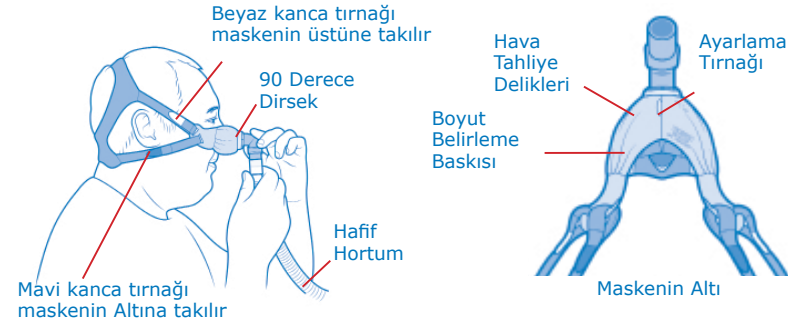 Beyaz kanca tırnağı
maskenin üstüne takılır
90 Derece
Dirsek
Hafif
Hortum
Mavi kanca tırnağı
maskenin Altına takılır
Hava
Tahliye
Delikleri
Ayarlama
Tırnağı
Boyut
Belirleme
Baskısı
Maskenin Altı